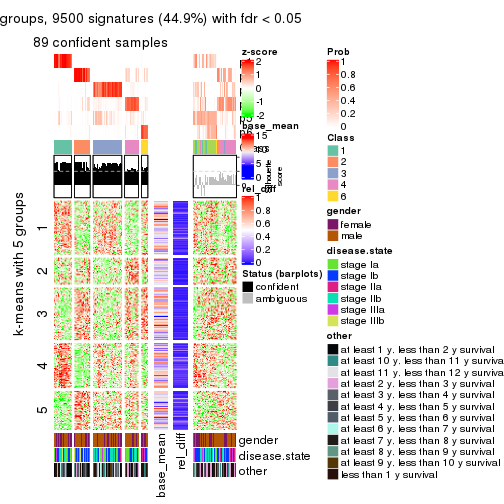 groups, 9500 signatures (44.9%) with fdr < 0.05
89 confident samples
z-score
2
1
0
-1
-2
base_mean
15
10
5
0
rel_diff
1
0.8
0.6
0.4
0.2
0
Status (barplots)
confident
ambiguous
Silhouette
score
Prob
1
0.8
0.6
0.4
0.2
0
Class
1
2
3
4
6
gender
female
male
disease.state
stage Ia
stage Ib
stage IIa
stage IIb
stage IIIa
stage IIIb
other
at least 1 y. less than 2 y survival
at least 10 y. less than 11 y surviva
at least 11 y. less than 12 y surviva
at least 2 y. less than 3 y survival
at least 3 y. less than 4 y survival
at least 4 y. less than 5 y survival
at least 5 y. less than 6 y survival
at least 6 y. less than 7 y survival
at least 7 y. less than 8 y survival
at least 8 y. less than 9 y survival
at least 9 y. less than 10 y survival
less than 1 y survival
k-means with 5 groups
1
2
3
4
5
gender
disease.state
other
base_mean
rel_diff